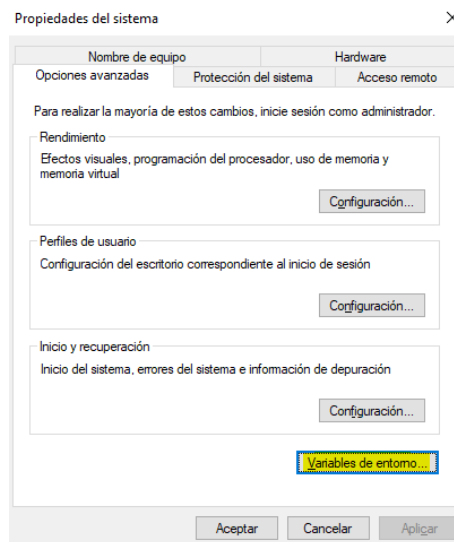 Propiedades del sistema
Nombre de equipo
Hardware
Opciones avanzadas
Protección del sistema
Acceso remoto
Para realizar la mayoría de estos cambios, inicie sesión como administrador.
Rendimiento
Efectos visuales, programación del procesador, uso de memoria y
memoria virtual
Configuración...
Perfiles de usuario
Configuración del escritorio correspondiente al inicio de sesión
Configuración...
Inicio y recuperación
Inicio del sistema, errores del sistema e información de depuración
Configuración...
Variables de entorno...
Aceptar
Cancelar
Aplicar